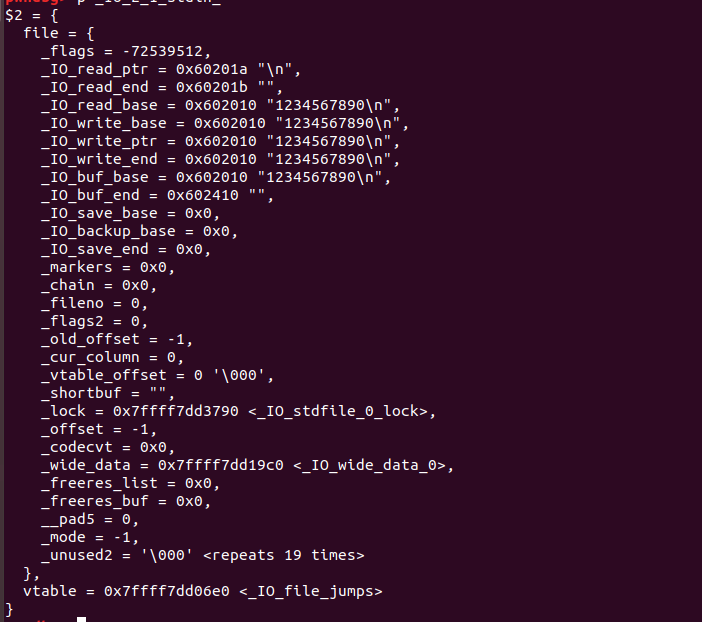 $2 = {
  file = {
    _flags = -72539512,
    _IO_read_ptr = 0x60201a "\n",
    _IO_read_end = 0x60201b "",
    _IO_read_base = 0x602010 "1234567890\n",
    _IO_write_base = 0x602010 "1234567890\n",
    _IO_write_ptr = 0x602010 "1234567890\n",
    _IO_write_end = 0x602010 "1234567890\n",
    _IO_buf_base = 0x602010 "1234567890\n",
    _IO_buf_end = 0x602410 "",
    _IO_save_base = 0x0,
    _IO_backup_base = 0x0,
    _IO_save_end = 0x0,
    _markers = 0x0,
    _chain = 0x0,
    _fileno = 0,
    _flags2 = 0,
    _old_offset = -1,
    _cur_column = 0,
    _vtable_offset = 0 '\000',
    _shortbuf = "",
    _lock = 0x7ffff7dd3790 <_IO_stdfile_0_lock>,
    _offset = -1,
    _codecvt = 0x0,
    _wide_data = 0x7ffff7dd19c0 <_IO_wide_data_0>,
    _freeres_list = 0x0,
    _freeres_buf = 0x0,
    __pad5 = 0,
    _mode = -1,
    _unused2 = '\000' <repeats 19 times>
  },
  vtable = 0x7ffff7dd06e0 <_IO_file_jumps>
}